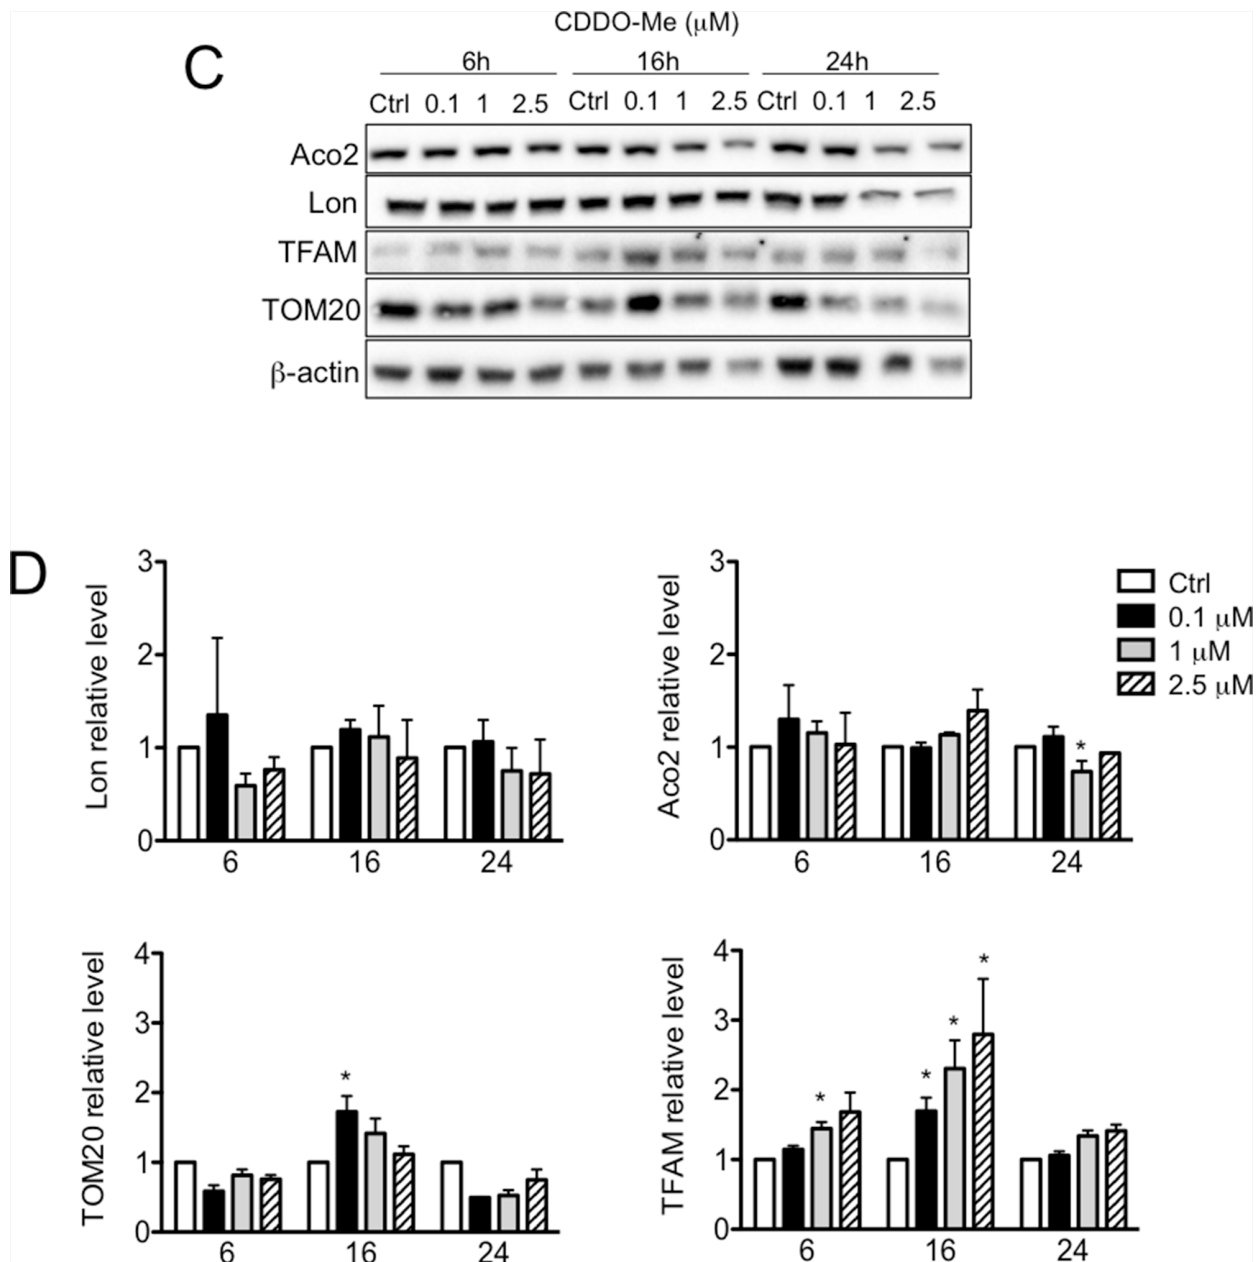 CDDO-Me (μM)
C
6h 16h 24h
Ctrl 0.1 1 2.5 Ctrl 0.1 1 2.5 Ctrl 0.1 1 2.5
Aco2
Lon
TFAM
TOM20
β-actin
D
Lon relative level
3
2
1
0
6 16 24
Aco2 relative level
3
2
1
0
*
6 16 24
Ctrl
0.1 μM
1 μM
2.5 μM
TOM20 relative level
4
3
2
1
0
*
6 16 24
TFAM relative level
4
3
2
1
0
* * * *
6 16 24